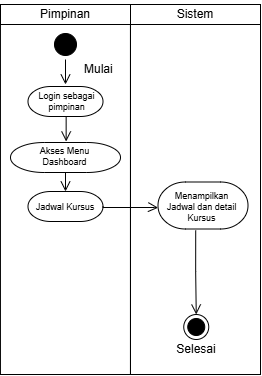 Pimpinan
Sistem
Mulai
Login sebagai
pimpinan
Akses Menu
Dashboard
Jadwal Kursus
Menampilkan
Jadwal dan detail
Kursus
Selesai